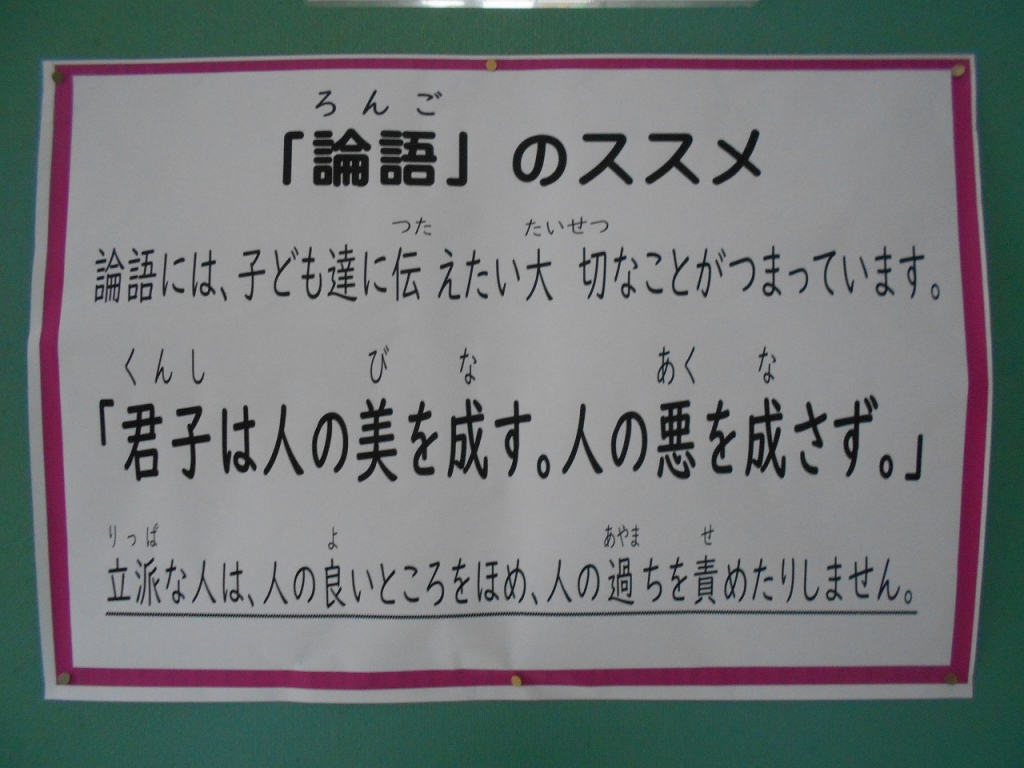 ろんご
「論語」のススメ
つた たいせつ
論語には、子ども達に伝えたい大切なことがつまっています。
くんし び な あく な
「君子は人の美を成す。人の悪を成さず。」
りっぱ よ あやま せ
立派な人は、人の良いところをほめ、人の過ちを責めたりしません。